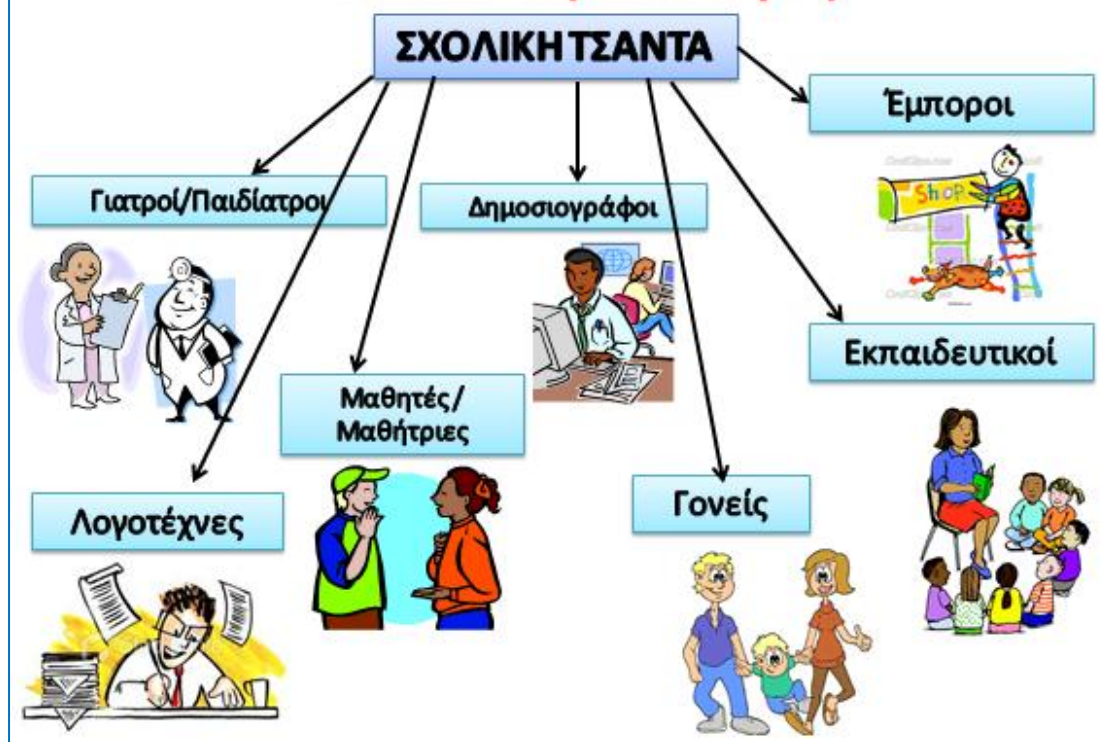 ΣΧΟΛΙΚΗ ΤΣΑΝΤΑ
Έμποροι
Shop
Γιατροί/Παιδίατροι
Δημοσιογράφοι
Εκπαιδευτικοί
Μαθητές/
Μαθήτριες
Λογοτέχνες
Γονείς